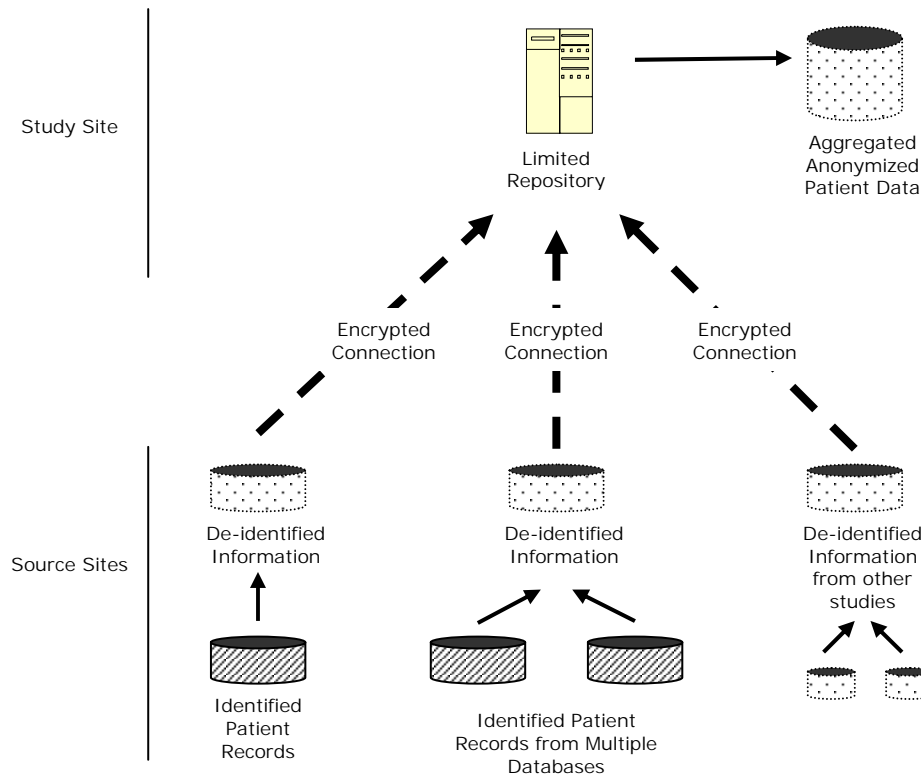 Study Site
Limited
Repository
Aggregated
Anonymized
Patient Data
Encrypted
Connection
Encrypted
Connection
Encrypted
Connection
Source Sites
De-identified
Information
De-identified
Information
De-identified
Information
from other
studies
Identified
Patient
Records
Identified Patient
Records from Multiple
Databases